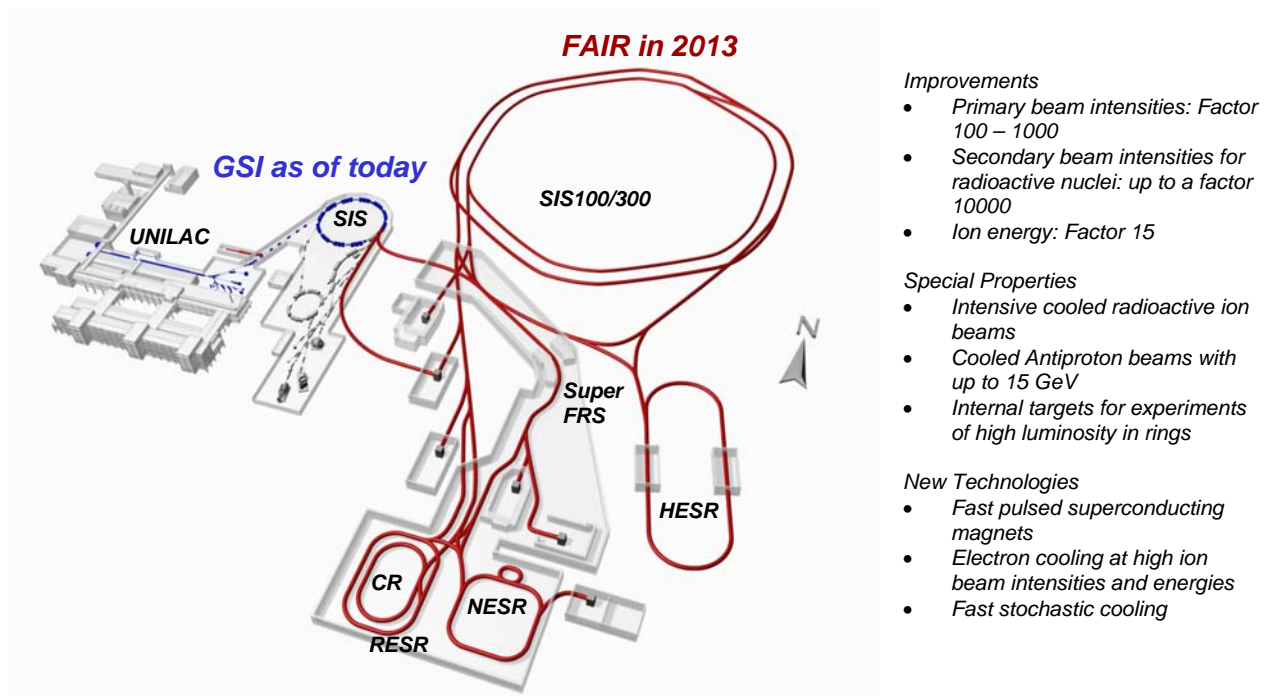 FAIR in 2013
GSI as of today
UNILAC
SIS
SIS100/300
N
Super
FRS
HESR
CR
NESR
RESR
Improvements
• Primary beam intensities: Factor
100 – 1000
• Secondary beam intensities for
radioactive nuclei: up to a factor
10000
• Ion energy: Factor 15
Special Properties
• Intensive cooled radioactive ion
beams
• Cooled Antiproton beams with
up to 15 GeV
• Internal targets for experiments
of high luminosity in rings
New Technologies
• Fast pulsed superconducting
magnets
• Electron cooling at high ion
beam intensities and energies
• Fast stochastic cooling